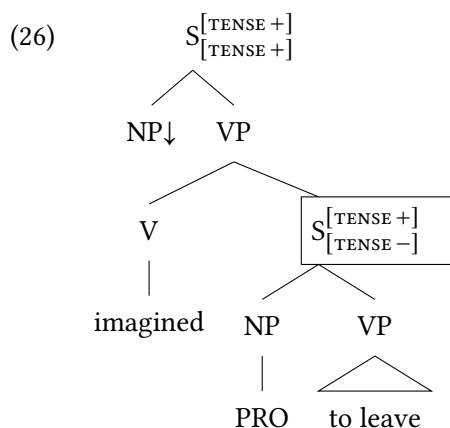 (26) S[TENSE +][TENSE +]
NP↓ VP
V S[TENSE +][TENSE −]
imagined NP VP
PRO to leave